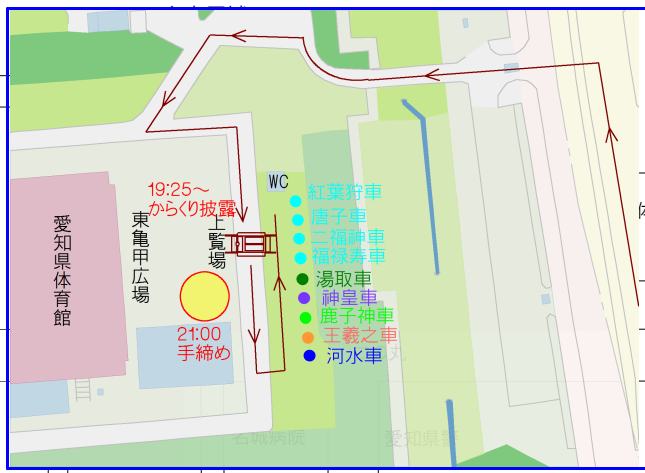 WC
紅葉狩車
唐子車
二福神車
福禄寿車
湯取車
神皇車
鹿子神車
王羲之車
河水車
19:25～
からくり披露
上覧場
東亀甲広場
愛知県体育館
21:00
手締め
丸
名城病院
愛知県警